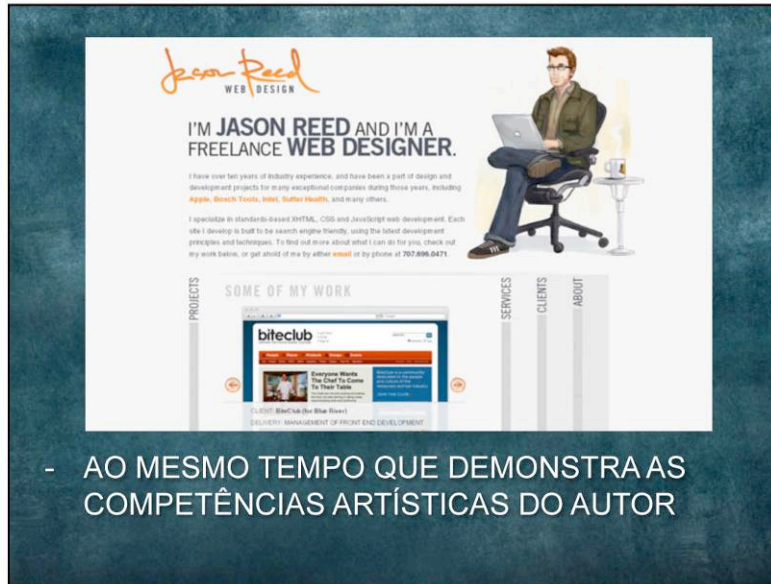 Jason Reed
WEB DESIGN
I'M JASON REED AND I'M A
FREELANCE WEB DESIGNER.
I have over ten years of industry experience, and have been a part of design and
development projects for many exceptional companies during those years, including
Apple, Bosch Tools, Intel, Sutter Health, and many others.
I specialize in standards-based XHTML, CSS and JavaScript web development. Each
site I develop is built to be search engine friendly, using the latest development
principles and techniques. To find out more about what I can do for you, check out
my work below, or get ahold of me by either email or by phone at 707.696.0471.
PROJECTS
SOME OF MY WORK
SERVICES
CLIENTS
ABOUT
biteclub
Everyone Wants
The Chef To Come
To Their Table
CLIENT: BiteClub (for Blue River)
DELIVERY: MANAGEMENT OF FRONT END DEVELOPMENT
- AO MESMO TEMPO QUE DEMONSTRA AS
COMPETÊNCIAS ARTÍSTICAS DO AUTOR